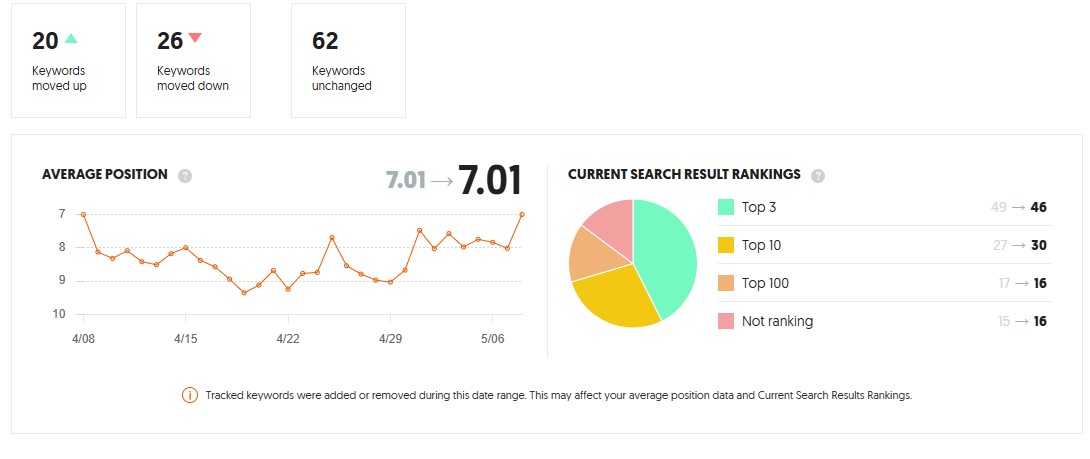 20
Keywords
moved up
26
Keywords
moved down
62
Keywords
unchanged
AVERAGE POSITION ?
7.01 → 7.01
7
8
9
10
4/08 4/15 4/22 4/29 5/06
CURRENT SEARCH RESULT RANKINGS ?
Top 3 49 → 46
Top 10 27 → 30
Top 100 17 → 16
Not ranking 15 → 16
Tracked keywords were added or removed during this date range. This may affect your average position data and Current Search Results Rankings.